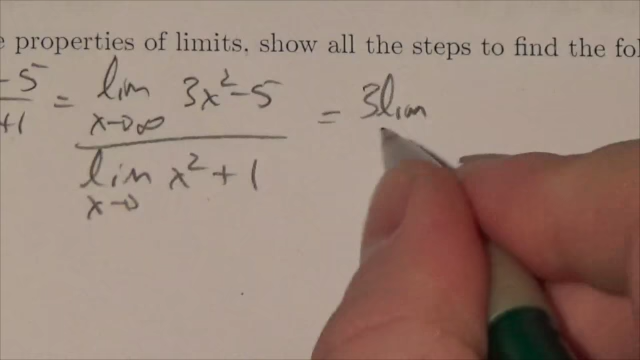 e properties of limits, show all the steps to find the fol
-5 / +1 = lim x→∞ 3x²-5 / lim x→0 x²+1 = 3lim